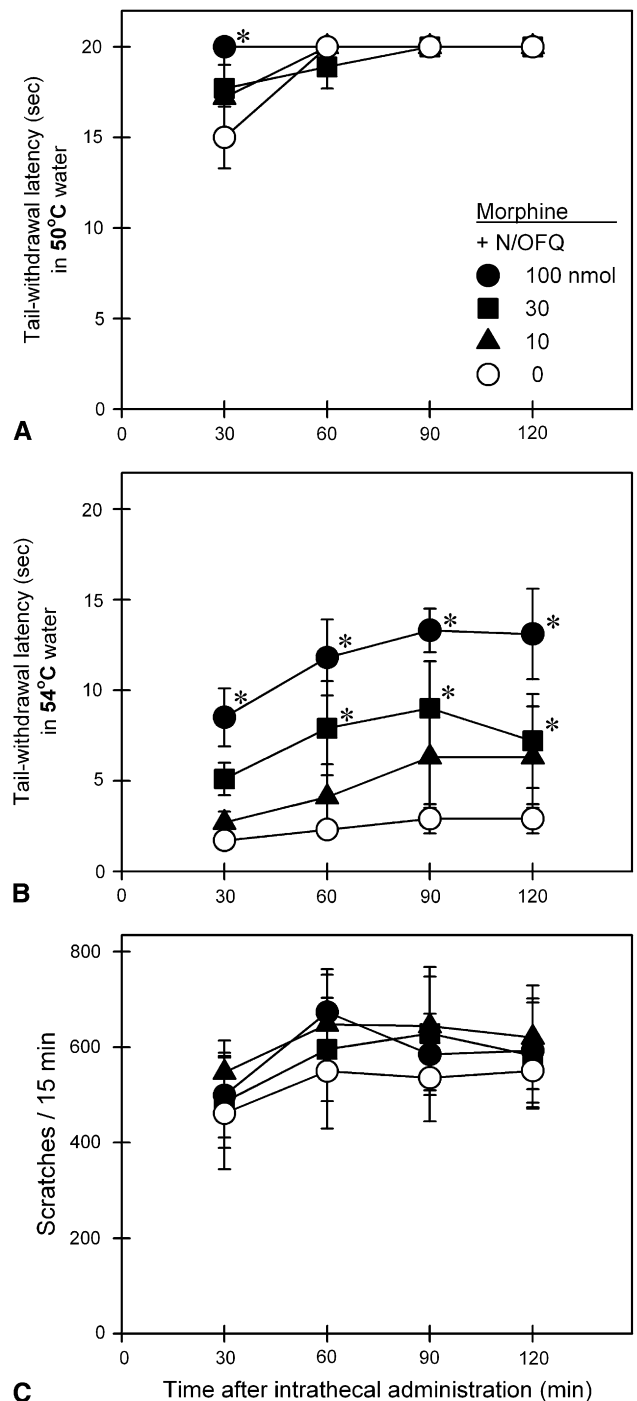 Tail-withdrawal latency (sec)
in 50°C water
20
15
10
5
0
Morphine
+ N/OFQ
100 nmol
30
10
0
*
A
0 30 60 90 120
Tail-withdrawal latency (sec)
in 54°C water
20
15
10
5
0
* * * *
* * *
B
0 30 60 90 120
Scratches / 15 min
800
600
400
200
0
0 30 60 90 120
C
Time after intrathecal administration (min)